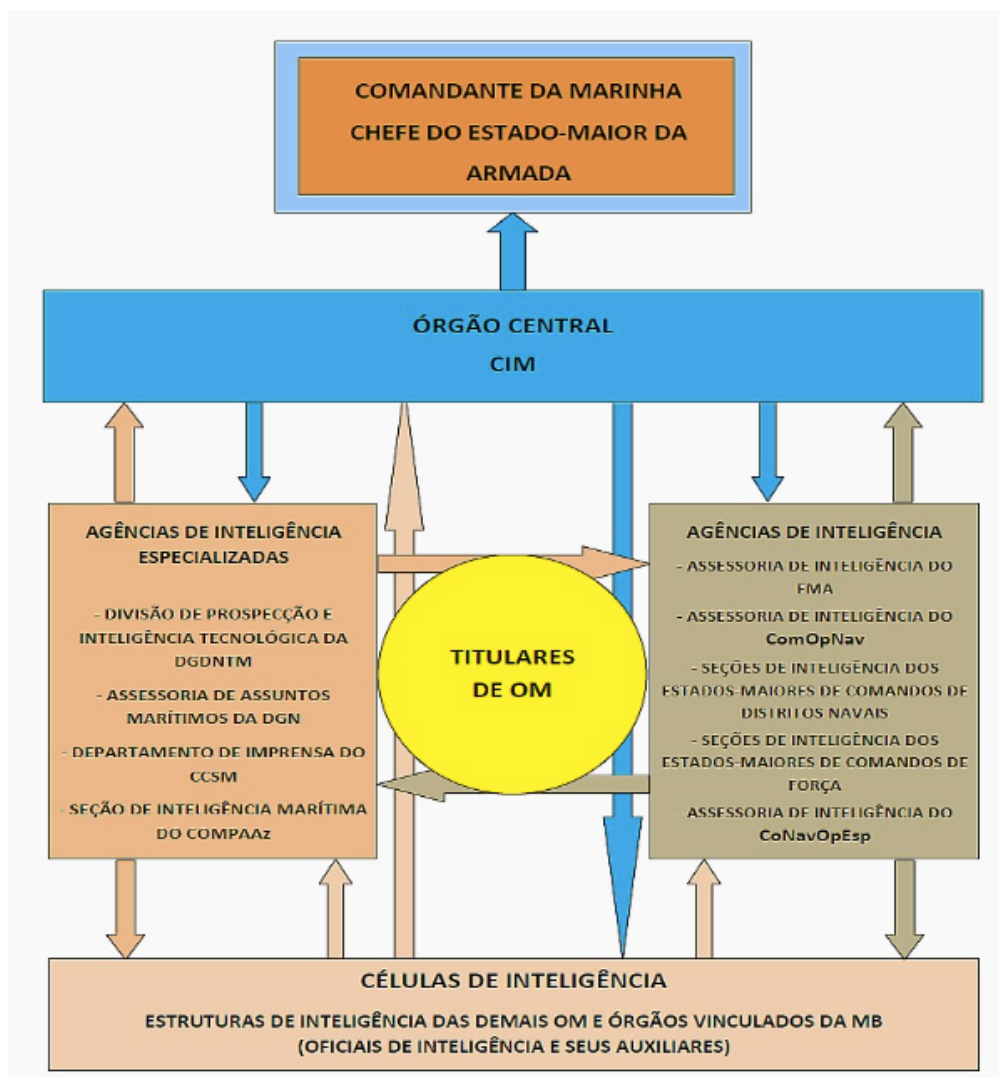 COMANDANTE DA MARINHA
CHEFE DO ESTADO-MAIOR DA
ARMADA
ÓRGÃO CENTRAL
CIM
AGÊNCIAS DE INTELIGÊNCIA
ESPECIALIZADAS
- DIVISÃO DE PROSPECÇÃO E
INTELIGÊNCIA TECNOLÓGICA DA
DGDNTM
- ASSESSORIA DE ASSUNTOS
MARÍTIMOS DA DGN
- DEPARTAMENTO DE IMPRENSA DO
CCSM
- SEÇÃO DE INTELIGÊNCIA MARÍTIMA
DO COMPAAz
TITULARES
DE OM
AGÊNCIAS DE INTELIGÊNCIA
- ASSESSORIA DE INTELIGÊNCIA DO
FMA
- ASSESSORIA DE INTELIGÊNCIA DO
ComOpNav
- SEÇÕES DE INTELIGÊNCIA DOS
ESTADOS-MAIORES DE COMANDOS DE
DISTRITOS NAVAIS
- SEÇÕES DE INTELIGÊNCIA DOS
ESTADOS-MAIORES DE COMANDOS DE
FORÇA
ASSESSORIA DE INTELIGÊNCIA DO
CoNavOpEsp
CÉLULAS DE INTELIGÊNCIA
ESTRUTURAS DE INTELIGÊNCIA DAS DEMAIS OM E ÓRGÃOS VINCULADOS DA MB
(OFICIAIS DE INTELIGÊNCIA E SEUS AUXILIARES)